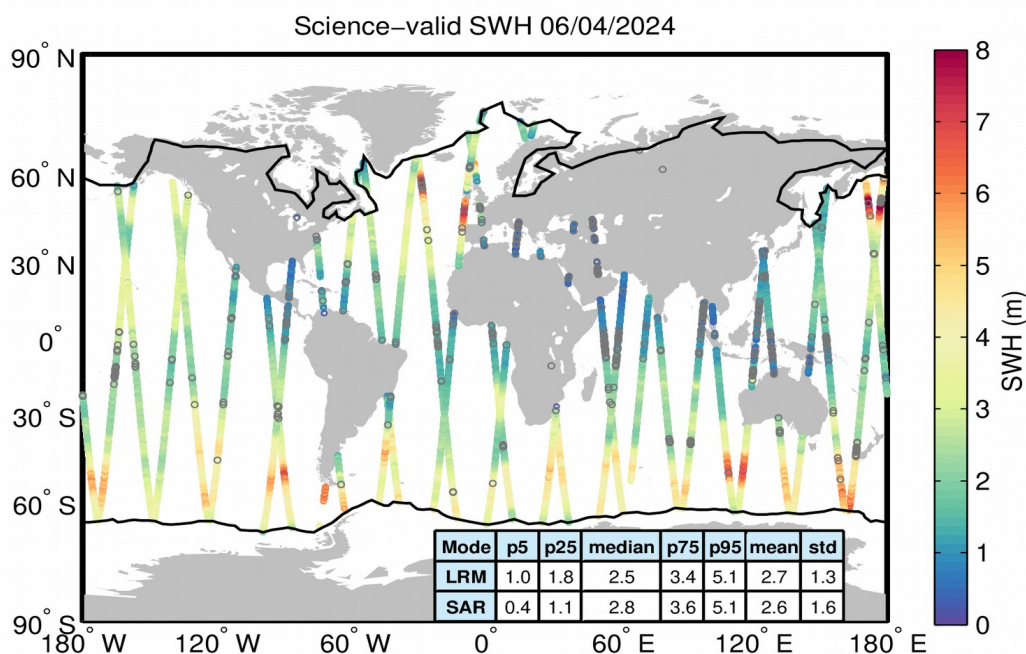 Science–valid SWH 06/04/2024
90° N
60° N
30° N
0°
30° S
60° S
90° S
180° W
120° W
60° W
0°
60° E
120° E
180° E
Mode p5 p25 median p75 p95 mean std
LRM 1.0 1.8 2.5 3.4 5.1 2.7 1.3
SAR 0.4 1.1 2.8 3.6 5.1 2.6 1.6
8
7
6
5
4
3
2
1
0
SWH (m)